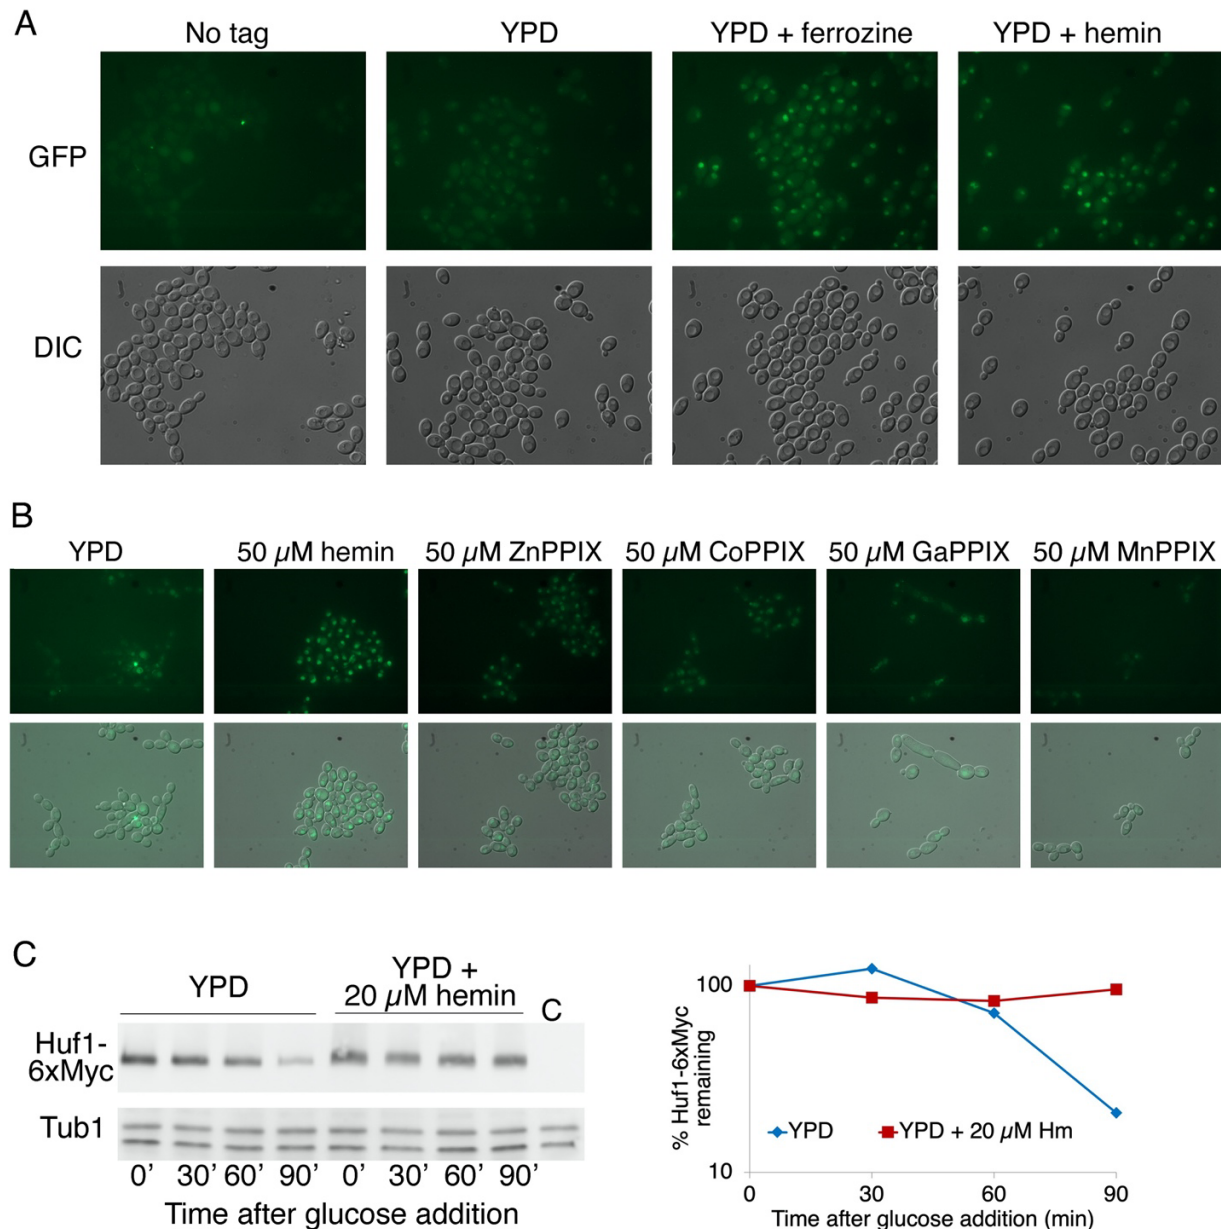 A
No tag
YPD
YPD + ferrozine
YPD + hemin
GFP
DIC
B
YPD
50 µM hemin
50 µM ZnPPIX
50 µM CoPPIX
50 µM GaPPIX
50 µM MnPPIX
C
YPD
YPD +
20 µM hemin
C
Huf1-
6xMyc
Tub1
0’ 30’ 60’ 90’ 0’ 30’ 60’ 90’
Time after glucose addition
% Huf1-6xMyc
remaining
100
10
YPD
YPD + 20 µM Hm
0 30 60 90
Time after glucose addition (min)